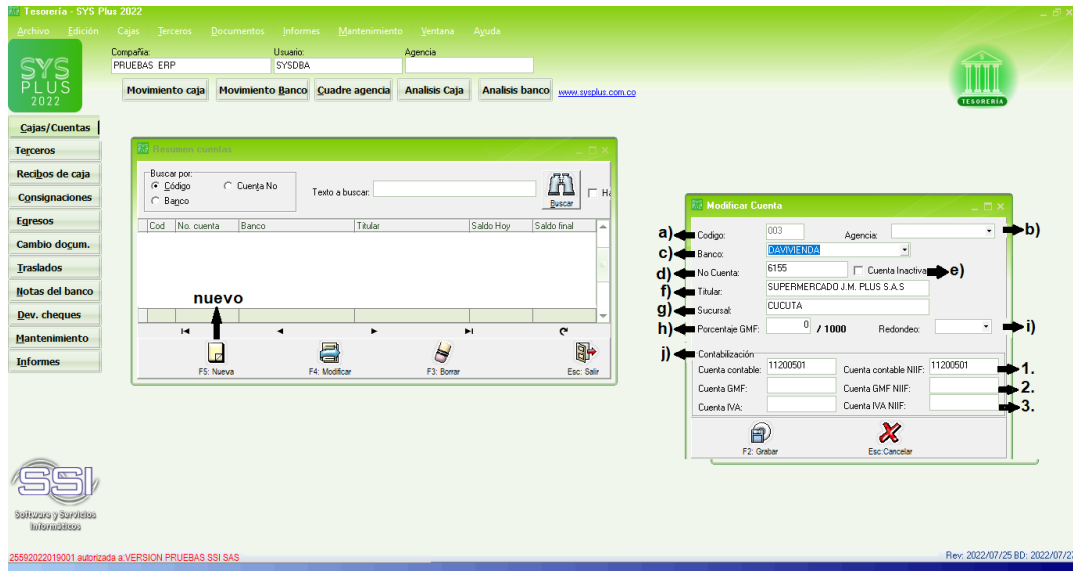 Tesorería - SYS Plus 2022
Archivo Edición Cajas Terceros Documentos Informes Mantenimiento Ventana Ayuda
SYS
PLUS
2022
Compañia: Usuario: Agencia
PRUEBAS ERP SYSDBA
Movimiento caja Movimiento Banco Cuadre agencia Analisis Caja Analisis banco www.sysplus.com.co
TESORERIA
Cajas/Cuentas
Terceros
Recibos de caja
Consignaciones
Egresos
Cambio docum.
Traslados
Notas del banco
Dev. cheques
Mantenimiento
Informes
Resumen cuentas
Buscar por:
Código Cuenta No
Banco
Texto a buscar:
Buscar
Ha
Cod No. cuenta Banco Titular Saldo Hoy Saldo final
nuevo
F5: Nueva F4: Modificar F3: Borrar Esc: Salir
Modificar Cuenta
a) Codigo: 003 Agencia: b)
c) Banco: DAVIVIENDA
d) No Cuenta: 6155 Cuenta Inactiva e)
f) Titular: SUPERMERCADO J.M. PLUS S.A.S
g) Sucursal: CUCUTA
h) Porcentaje GMF: 0 / 1000 Redondeo: i)
j) Contabilización
Cuenta contable: 11200501 Cuenta contable NIIF: 11200501 1.
Cuenta GMF: Cuenta GMF NIIF: 2.
Cuenta IVA: Cuenta IVA NIIF: 3.
F2: Grabar Esc:Cancelar
SSI
Software y Servicios
Informáticos
25592022019001 autorizada a:VERSION PRUEBAS SSI SAS
Rev: 2022/07/25 BD: 2022/07/27